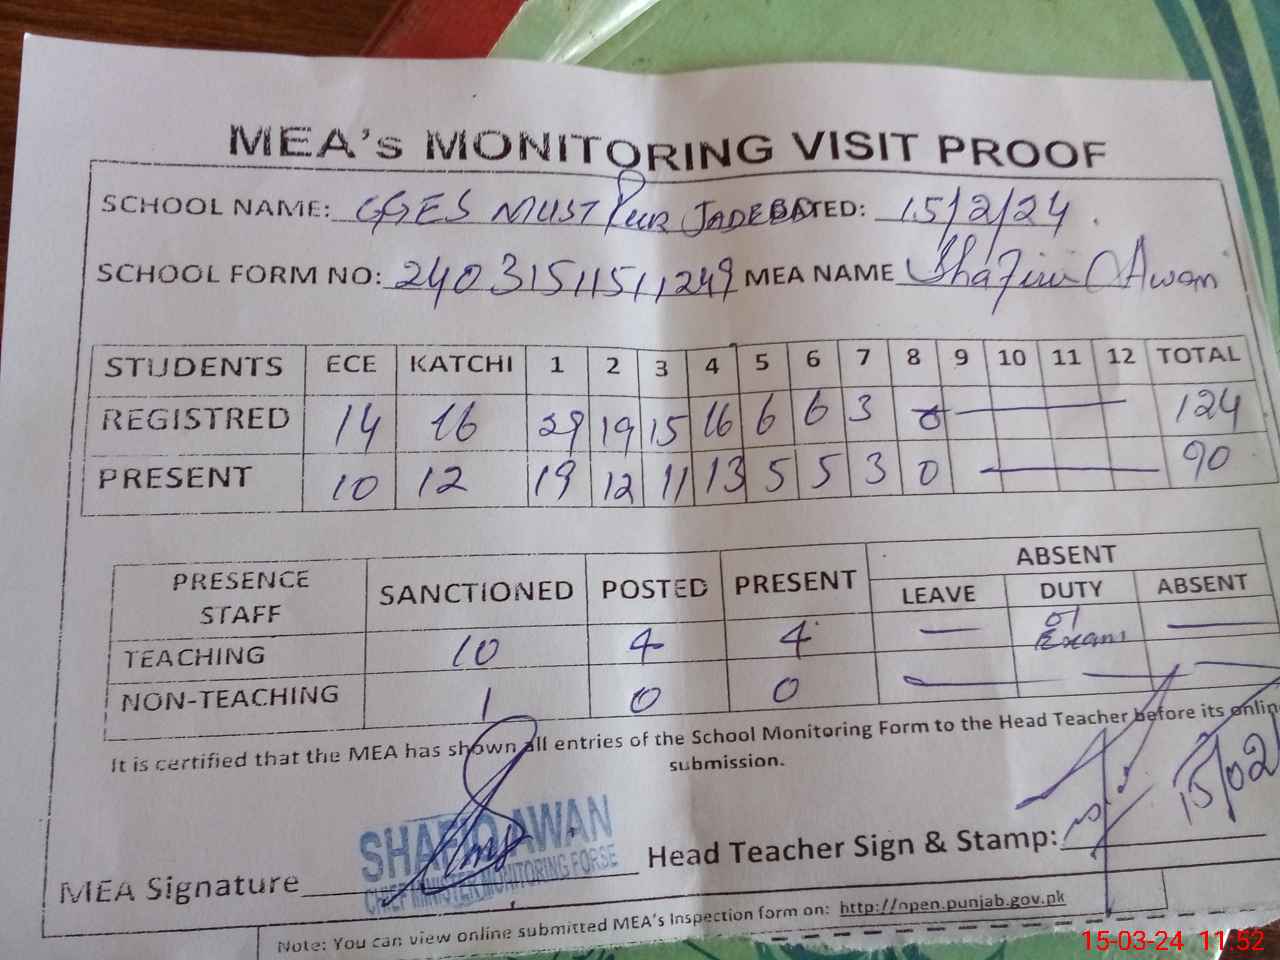 MEA's MONITORING VISIT PROOF
SCHOOL NAME: GGES MUSTPUR JADEED DATED: 15/2/24.
SCHOOL FORM NO: MEA NAME Awan
STUDENTS ECE KATCHI 1 2 3 4 5 6 7 8 9 10 11 12 TOTAL
REGISTRED 14 16 29 19 15 16 6 6 3 124
PRESENT 10 12 19 12 11 13 5 5 3 0 — 90
ABSENT
PRESENCE STAFF SANCTIONED POSTED PRESENT LEAVE DUTY ABSENT
TEACHING 10 4 4 — 01 Exam —
NON-TEACHING 1 0 0 — —
It is certified that the MEA has shown all entries of the School Monitoring Form to the Head Teacher before its online
submission.
15/02
SHAFIQ AWAN
CHIEF MINISTER MONITORING FORSE
MEA Signature Head Teacher Sign & Stamp:
Note: You can view online submitted MEA's Inspection form on: http://open.punjab.gov.pk
15-03-24 11:52